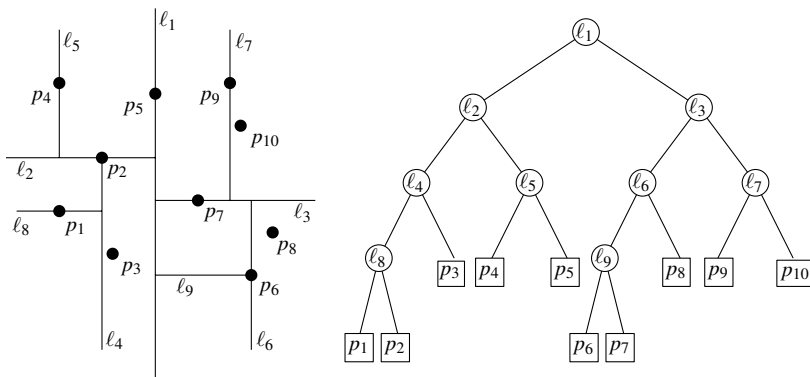 ℓ1
ℓ5
ℓ7
p4
p5
p9
p10
ℓ2
p2
ℓ8
p1
p7
ℓ3
p3
p8
ℓ9
p6
ℓ4
ℓ6
ℓ1
ℓ2 ℓ3
ℓ4 ℓ5 ℓ6 ℓ7
ℓ8 p3 p4 p5 ℓ9 p8 p9 p10
p1 p2 p6 p7